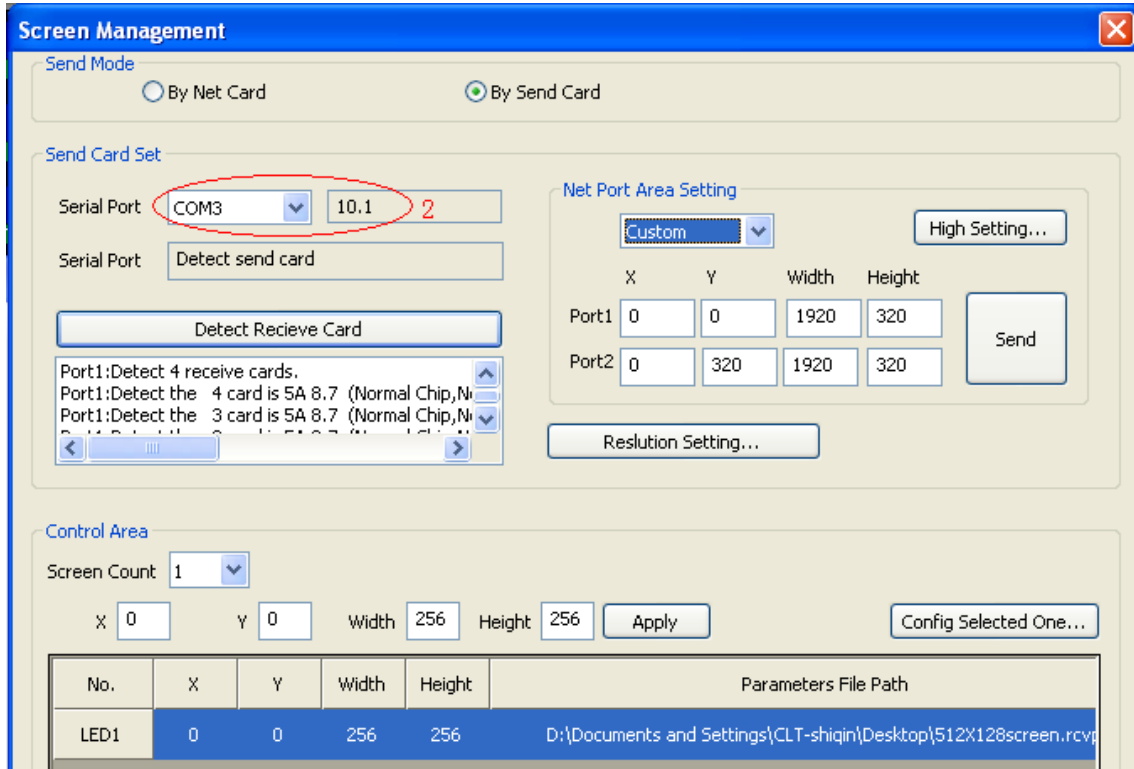 Screen Management
Send Mode
By Net Card By Send Card
Send Card Set
Serial Port COM3 10.1 2
Serial Port Detect send card
Detect Recieve Card
Port1:Detect 4 receive cards.
Port1:Detect the 4 card is 5A 8.7 (Normal Chip,
Port1:Detect the 3 card is 5A 8.7 (Normal Chip,
Net Port Area Setting
Custom High Setting...
X Y Width Height
Port1 0 0 1920 320
Port2 0 320 1920 320
Send
Reslution Setting...
Control Area
Screen Count 1
X 0 Y 0 Width 256 Height 256 Apply Config Selected One...
No. X Y Width Height Parameters File Path
LED1 0 0 256 256 D:\Documents and Settings\CLT-shiqin\Desktop\512X128screen.rcvp